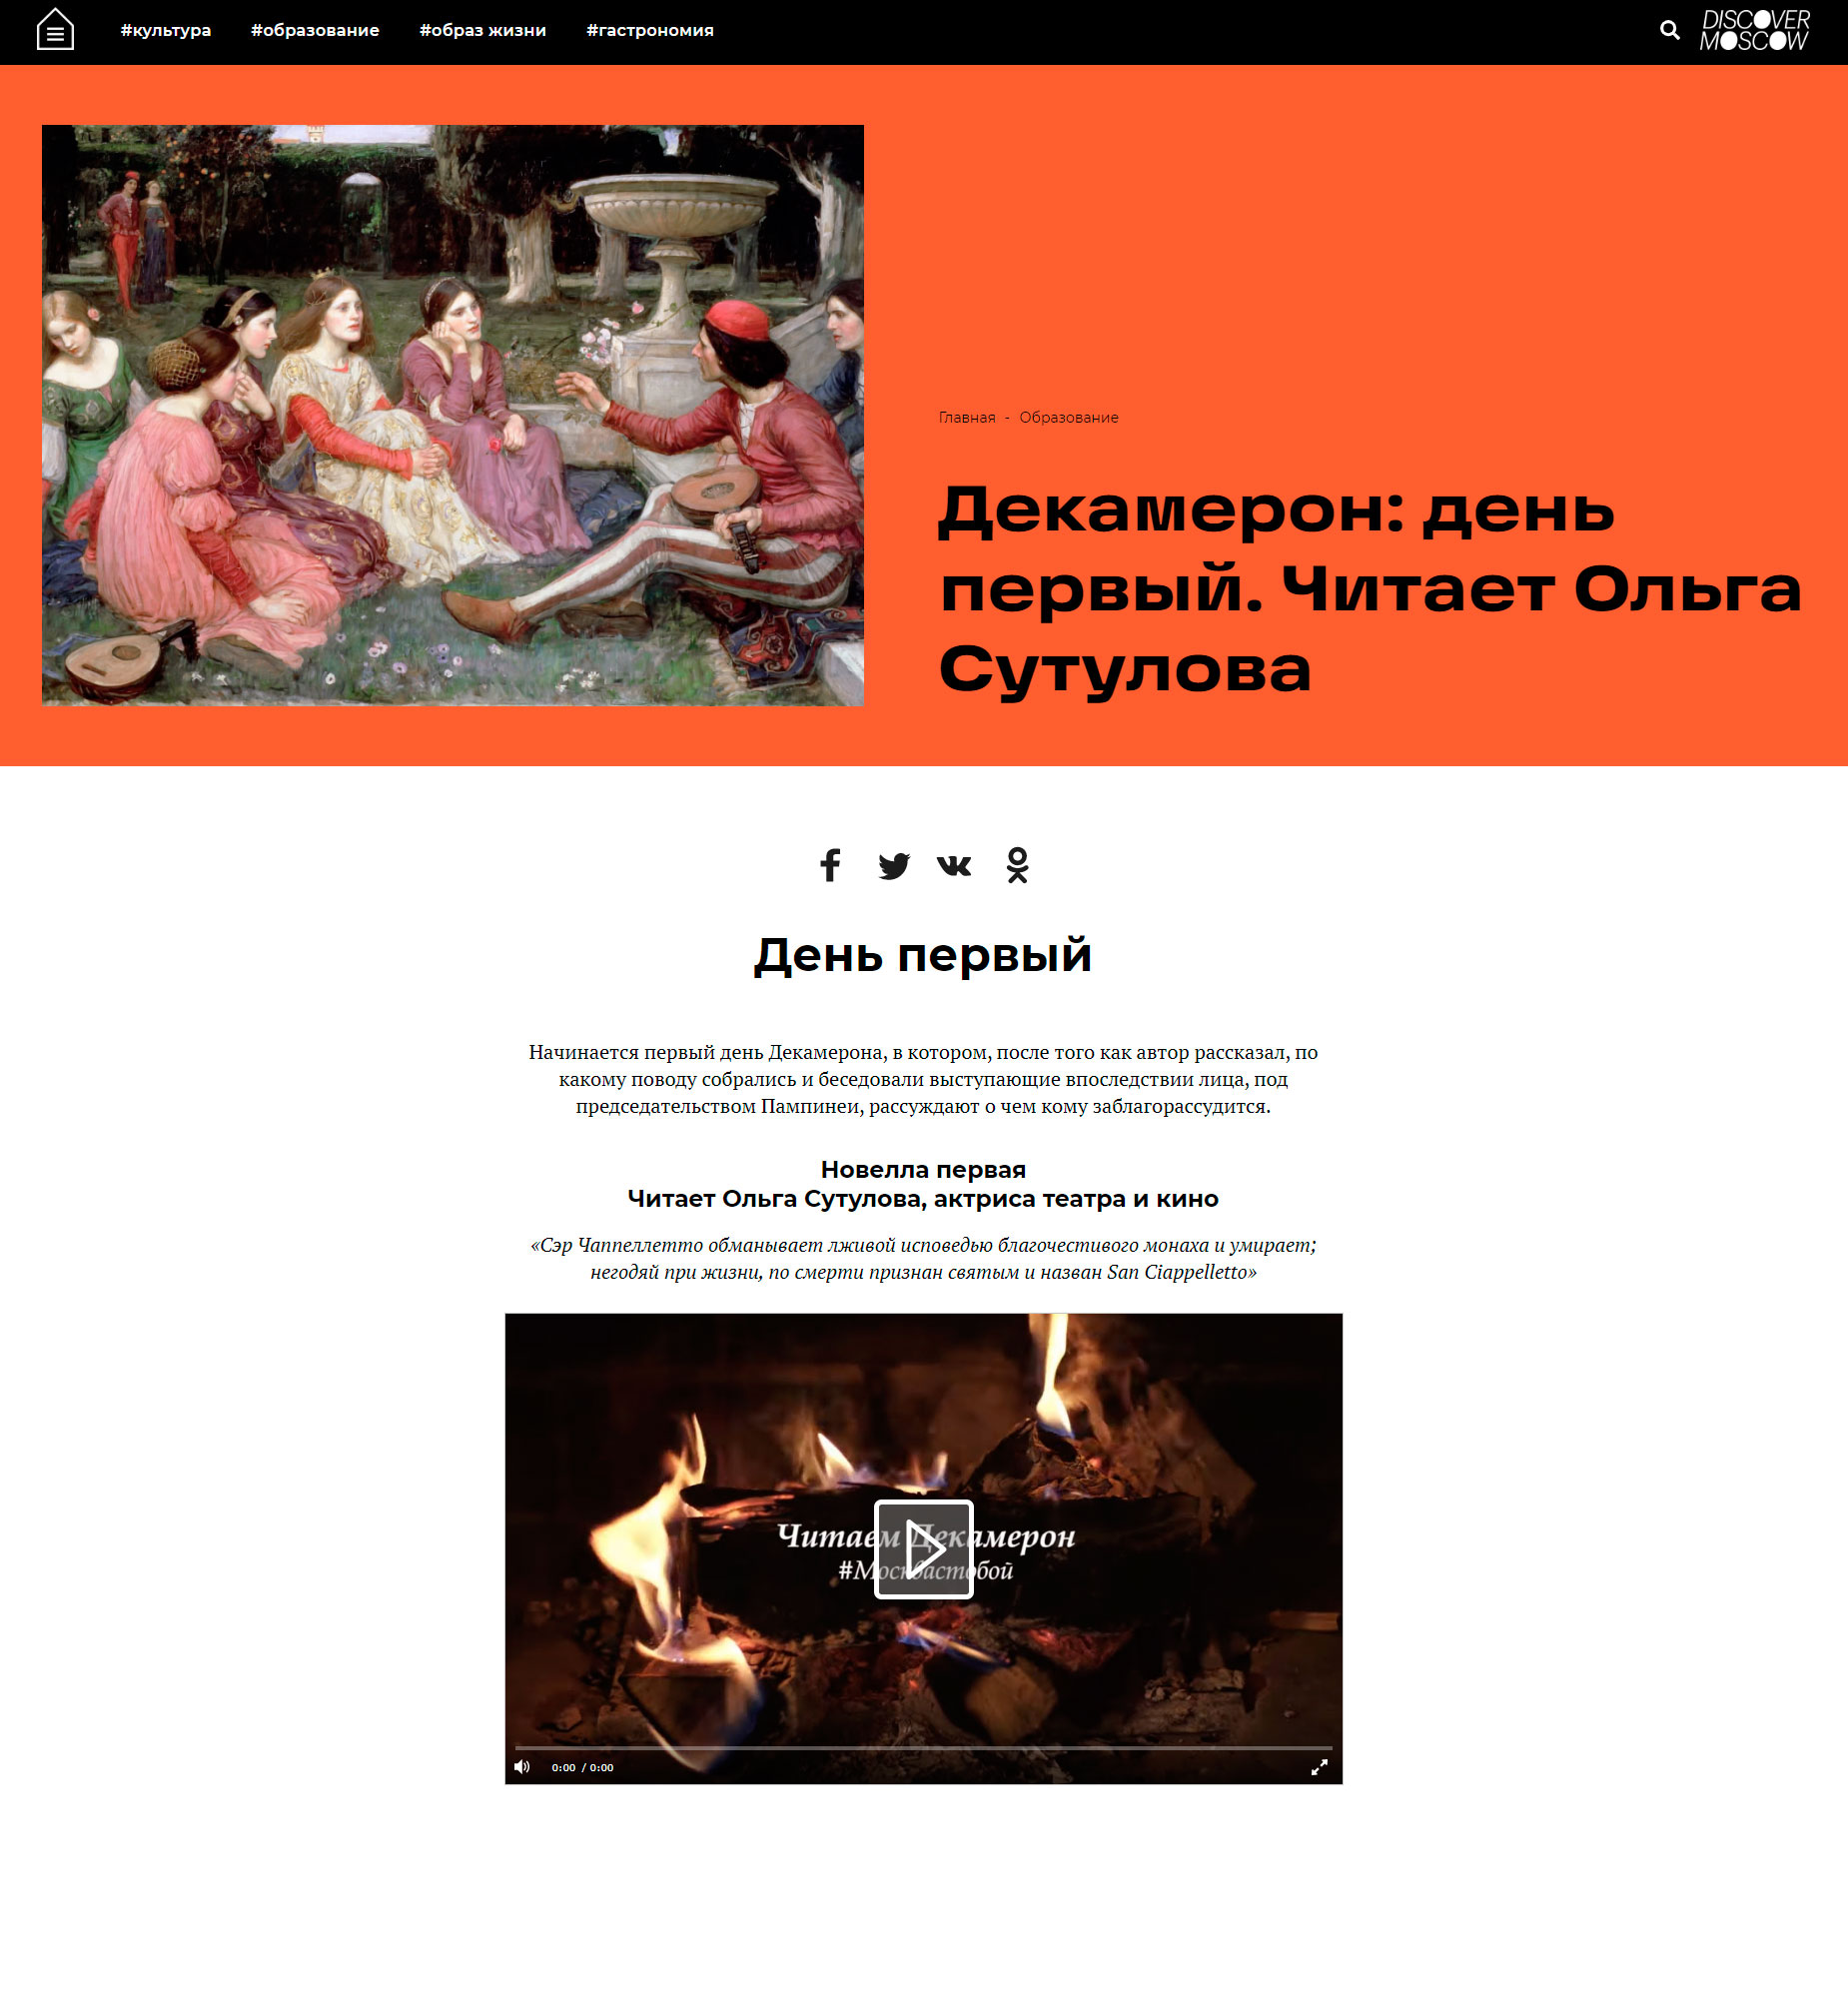 #культура #образование #образ жизни #гастрономия
DISCOVER
MOSCOW
Главная - Образование
Декамерон: день
первый. Читает Ольга
Сутулова
День первый
Начинается первый день Декамерона, в котором, после того как автор рассказал, по
какому поводу собрались и беседовали выступающие впоследствии лица, под
председательством Пампинеи, рассуждают о чем кому заблагорассудится.
Новелла первая
Читает Ольга Сутулова, актриса театра и кино
«Сэр Чаппеллетто обманывает лживой исповедью благочестивого монаха и умирает;
негодяй при жизни, по смерти признан святым и назван San Ciappelletto»
Читаем Декамерон
#Москвастобой
0:00 / 0:00